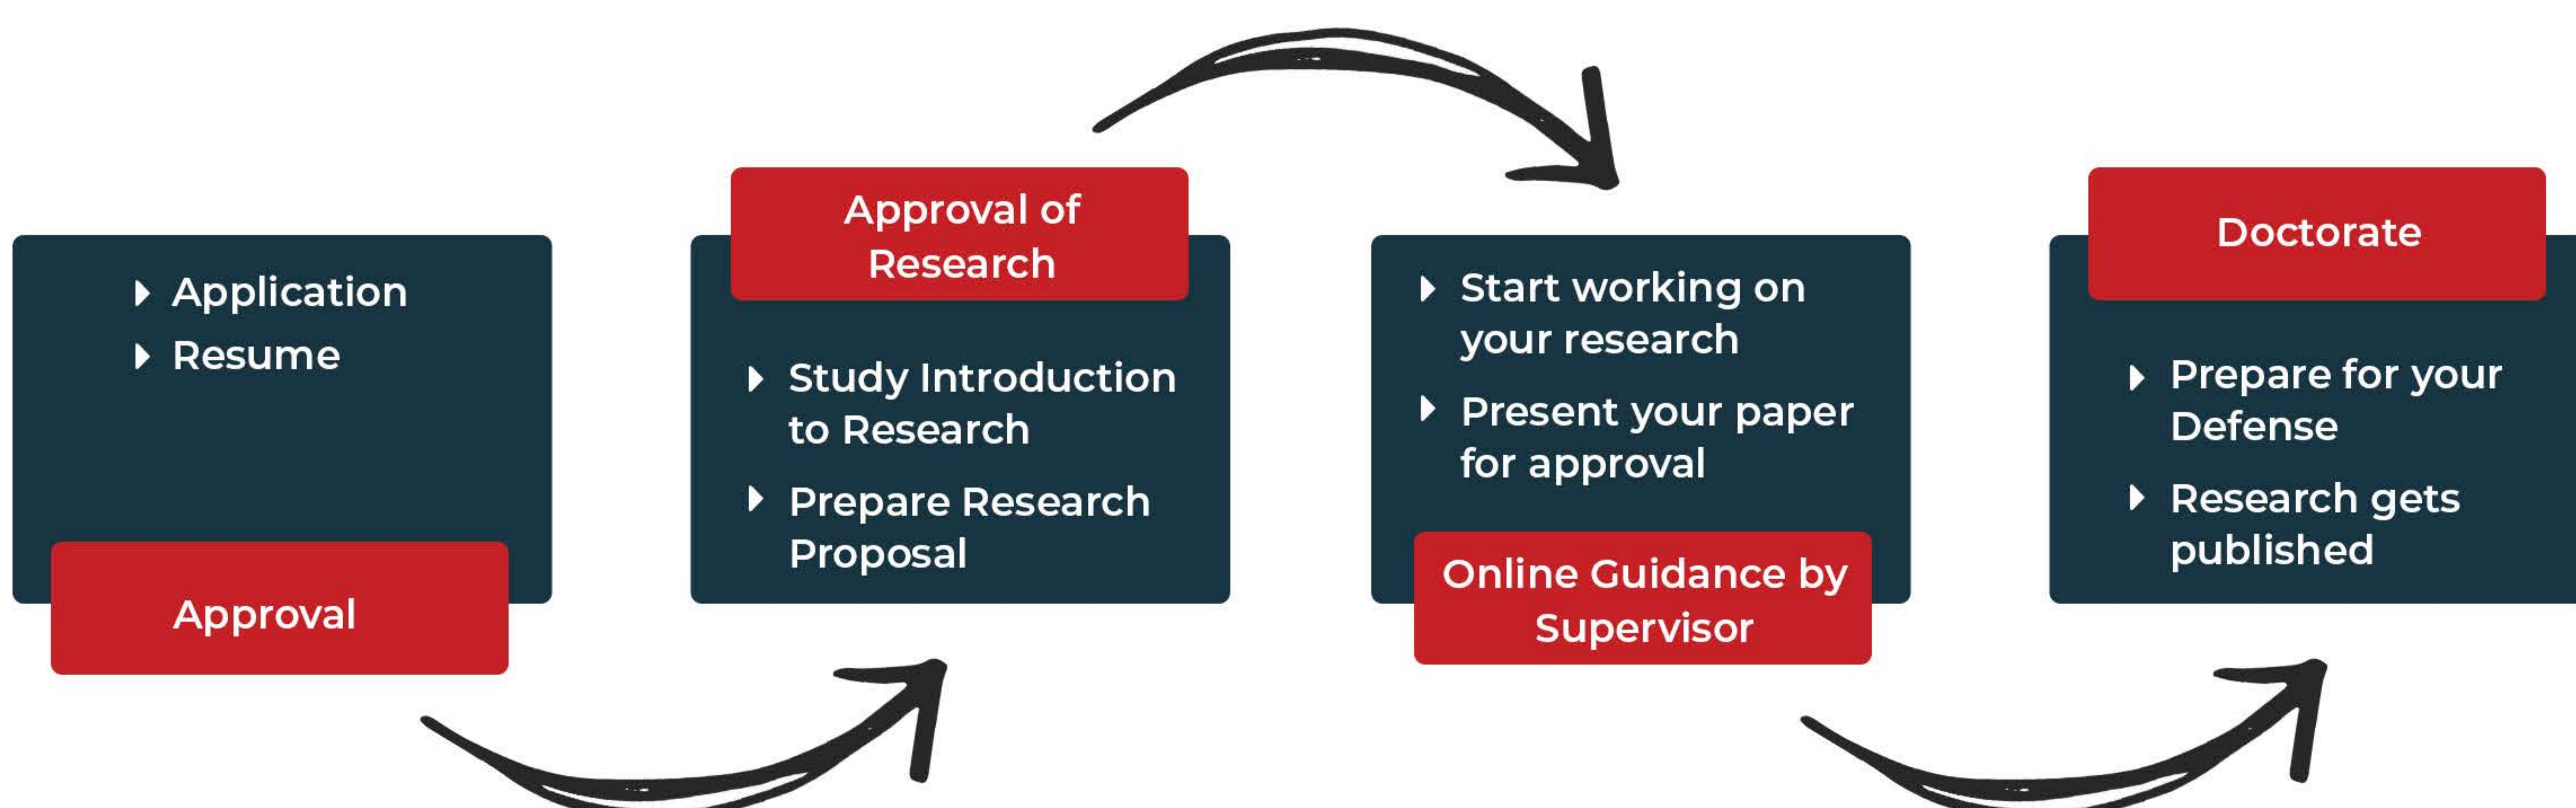 Application
Resume
Approval
Approval of
Research
Study Introduction
to Research
Prepare Research
Proposal
Start working on
your research
Present your paper
for approval
Online Guidance by
Supervisor
Doctorate
Prepare for your
Defense
Research gets
published